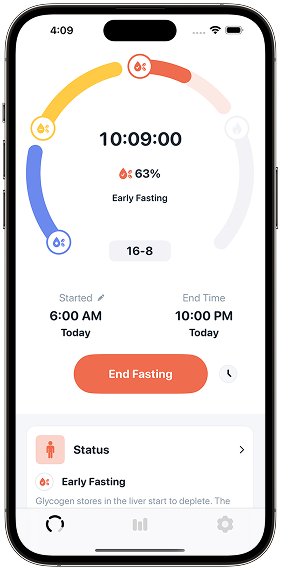 4:09
10:09:00
63%
Early Fasting
16-8
Started End Time
6:00 AM 10:00 PM
Today Today
End Fasting
Status
Early Fasting
Glycogen stores in the liver start to deplete. The